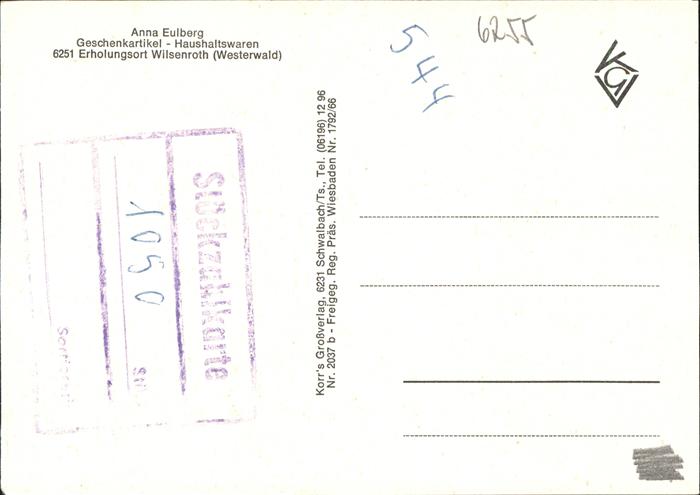 Anna Eulberg
Geschenkartikel - Haushaltswaren
6251 Erholungsort Wilsenroth (Westerwald)
6255
544
Korr's Großverlag, 6231 Schwalbach/Ts., Tel. (06196) 12 96
Nr. 2037 b - Freigeg. Reg. Präs. Wiesbaden Nr. 1792/66
Stückzahlkarte
1050